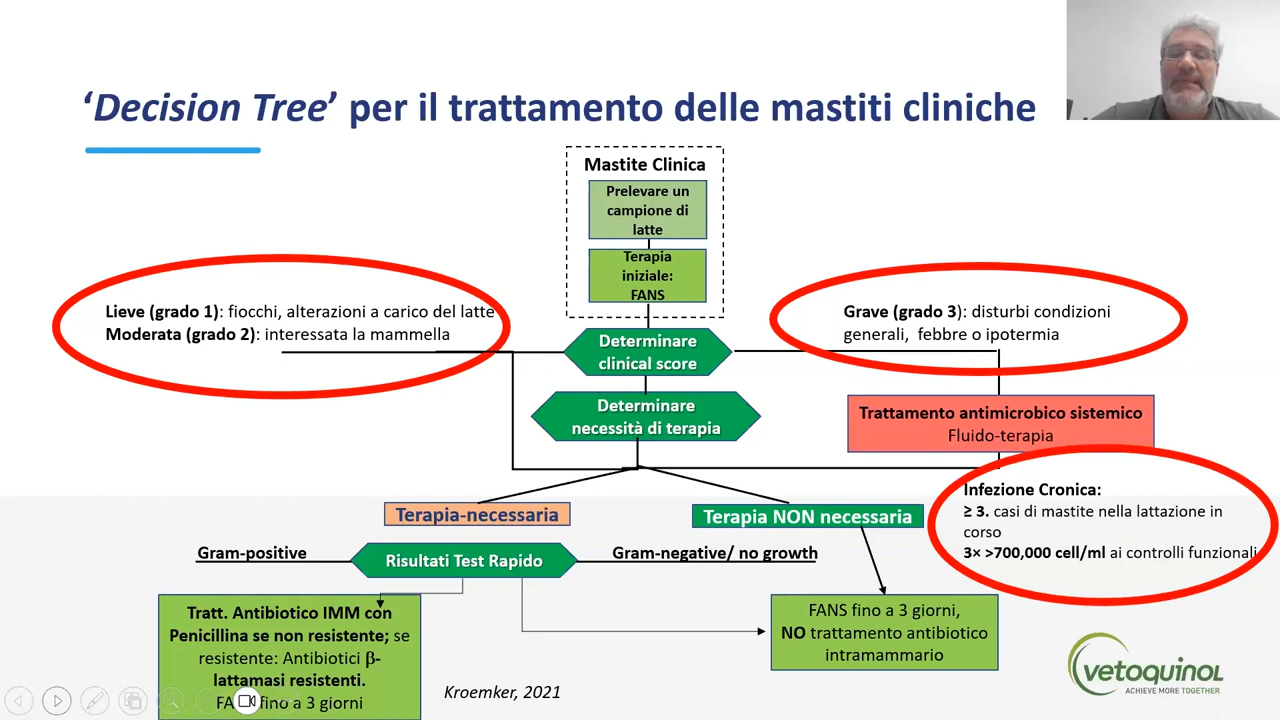 ‘Decision Tree’ per il trattamento delle mastiti cliniche
Mastite Clinica
Prelevare un
campione di
latte
Terapia
iniziale:
FANS
Lieve (grado 1): fiocchi, alterazioni a carico del latte
Moderata (grado 2): interessata la mammella
Grave (grado 3): disturbi condizioni
generali, febbre o ipotermia
Determinare
clinical score
Determinare
necessità di terapia
Trattamento antimicrobico sistemico
Fluido-terapia
Infezione Cronica:
≥ 3. casi di mastite nella lattazione in
corso
3× >700,000 cell/ml ai controlli funzionali
Terapia-necessaria
Terapia NON necessaria
Gram-positive
Risultati Test Rapido
Gram-negative/ no growth
Tratt. Antibiotico IMM con
Penicillina se non resistente; se
resistente: Antibiotici β-
lattamasi resistenti.
FANS fino a 3 giorni
FANS fino a 3 giorni,
NO trattamento antibiotico
intramammario
Kroemker, 2021
vetoquinol
ACHIEVE MORE TOGETHER